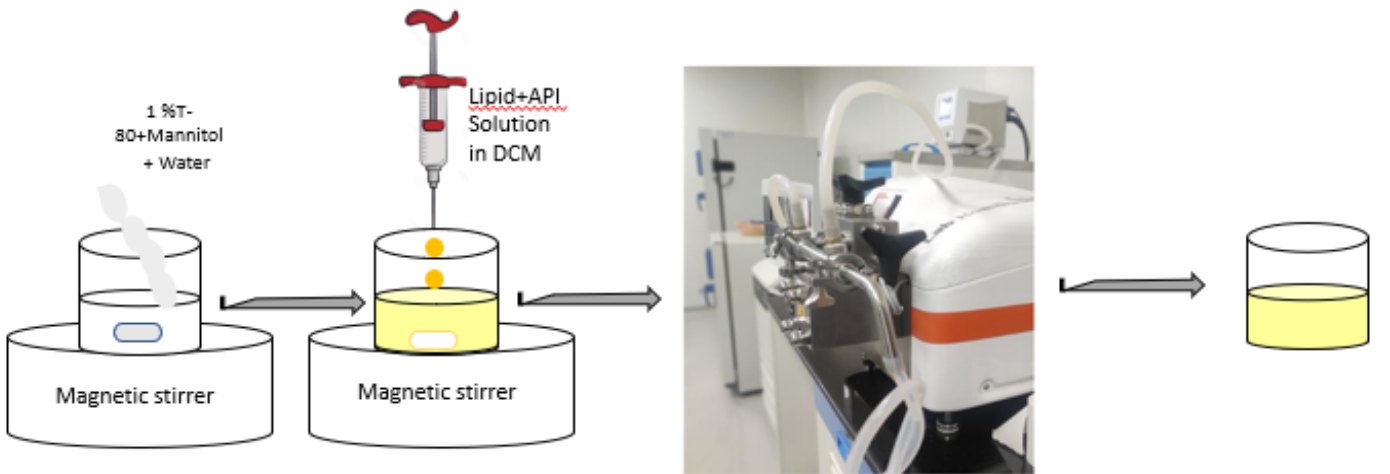 1 %T-
80+Mannitol
+ Water
Lipid+API
Solution
in DCM
Magnetic stirrer
Magnetic stirrer